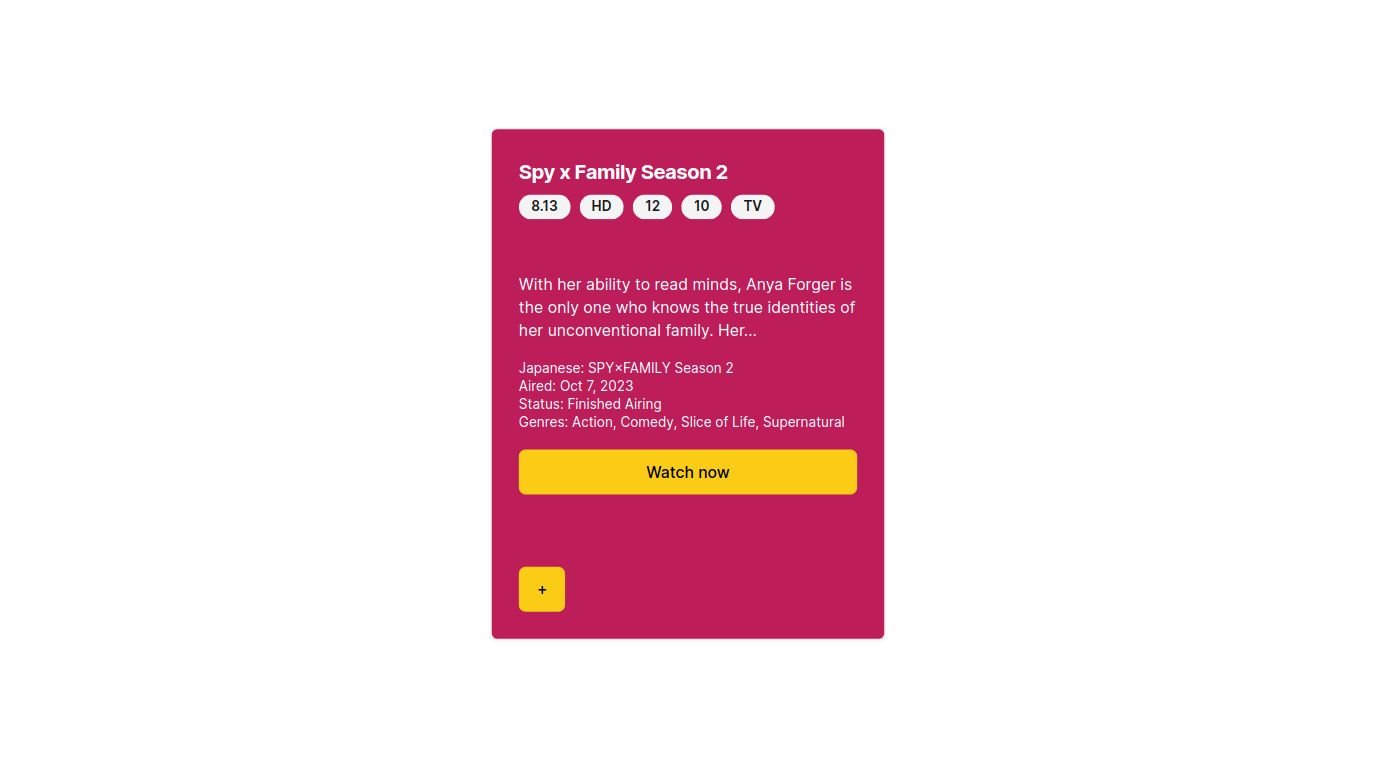 Spy x Family Season 2
8.13 HD 12 10 TV
With her ability to read minds, Anya Forger is
the only one who knows the true identities of
her unconventional family. Her...
Japanese: SPY×FAMILY Season 2
Aired: Oct 7, 2023
Status: Finished Airing
Genres: Action, Comedy, Slice of Life, Supernatural
Watch now
+